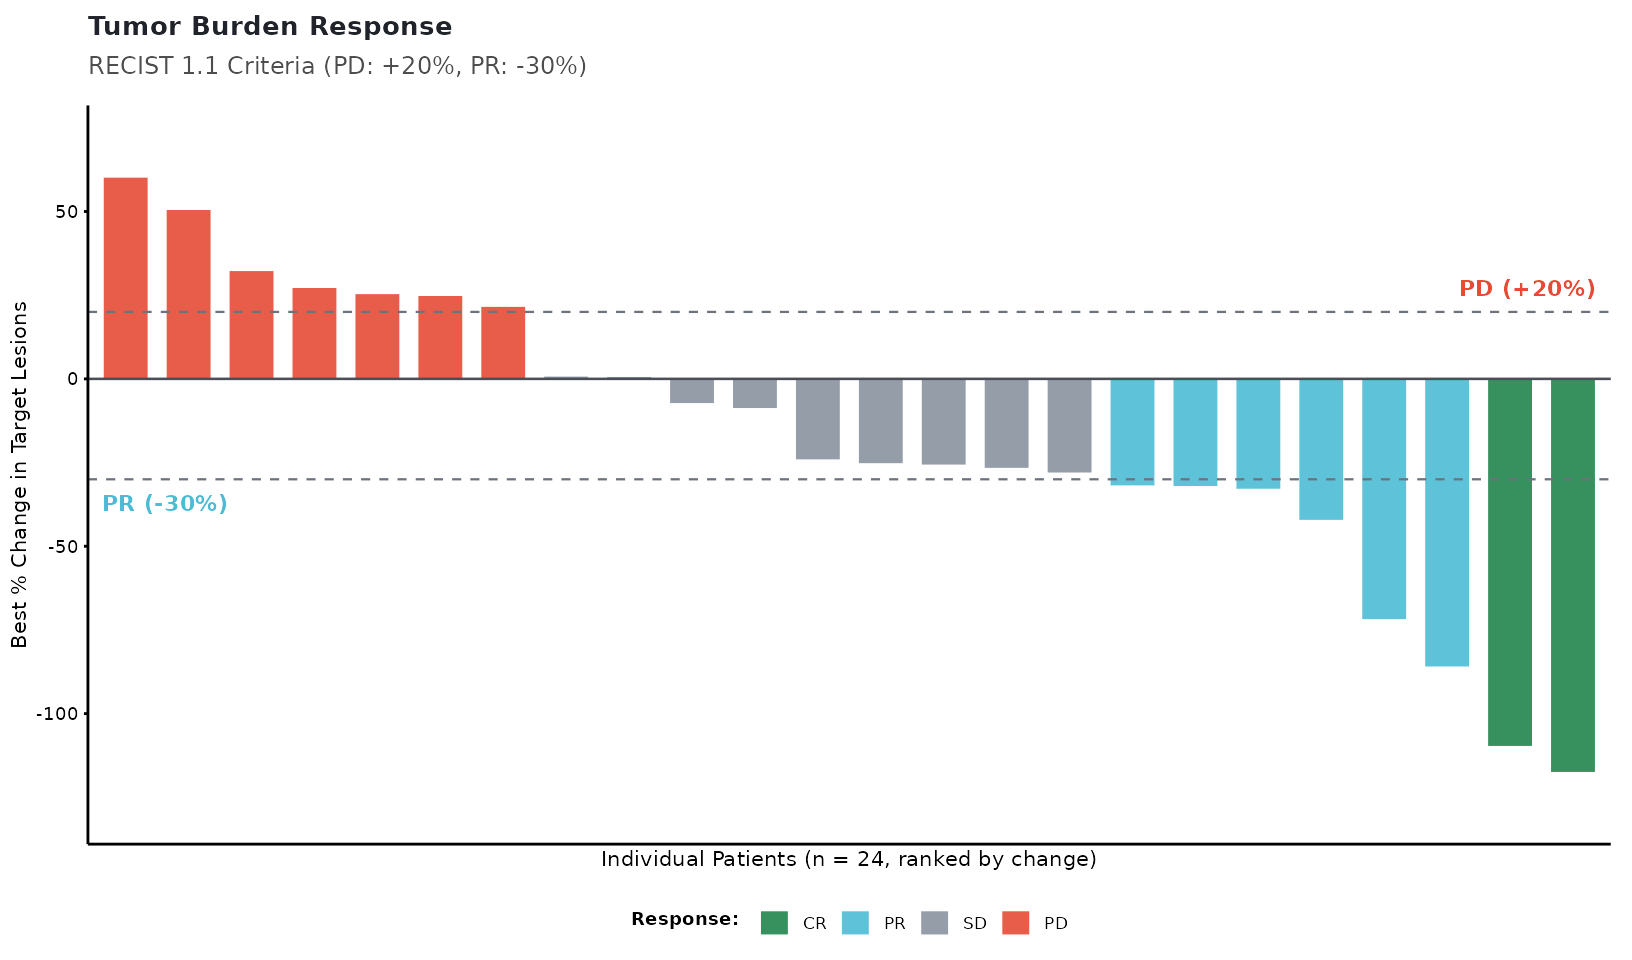 Tumor Burden Response
RECIST 1.1 Criteria (PD: +20%, PR: -30%)
Best % Change in Target Lesions
50
0
-50
-100
PD (+20%)
PR (-30%)
Individual Patients (n = 24, ranked by change)
Response: CR PR SD PD